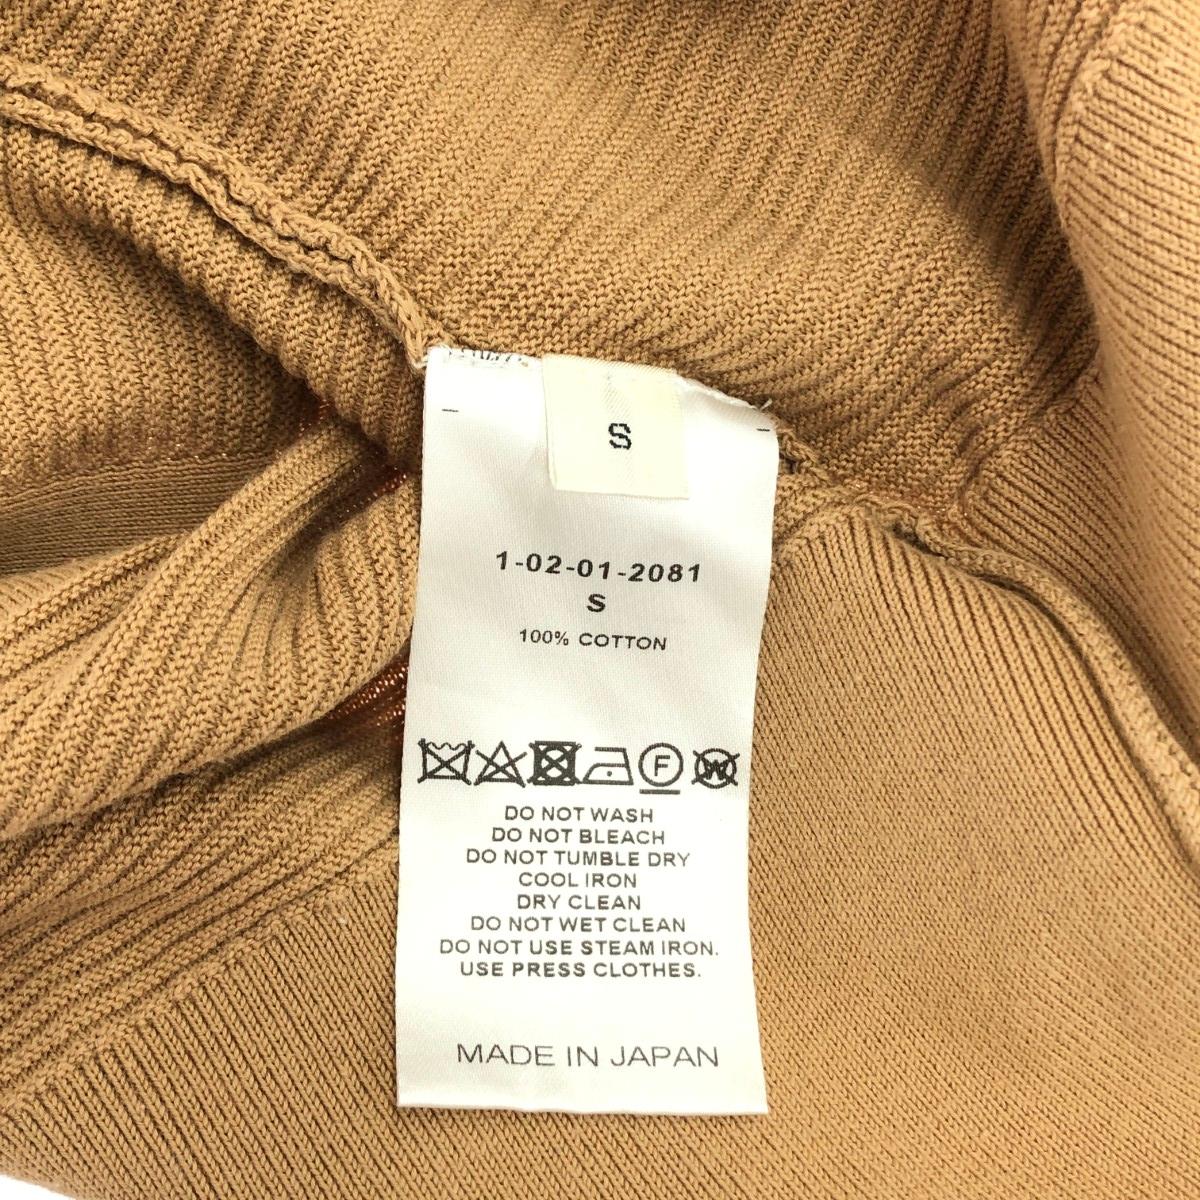 S
1-02-01-2081
S
100% COTTON
F W
DO NOT WASH
DO NOT BLEACH
DO NOT TUMBLE DRY
COOL IRON
DRY CLEAN
DO NOT WET CLEAN
DO NOT USE STEAM IRON.
USE PRESS CLOTHES.
MADE IN JAPAN